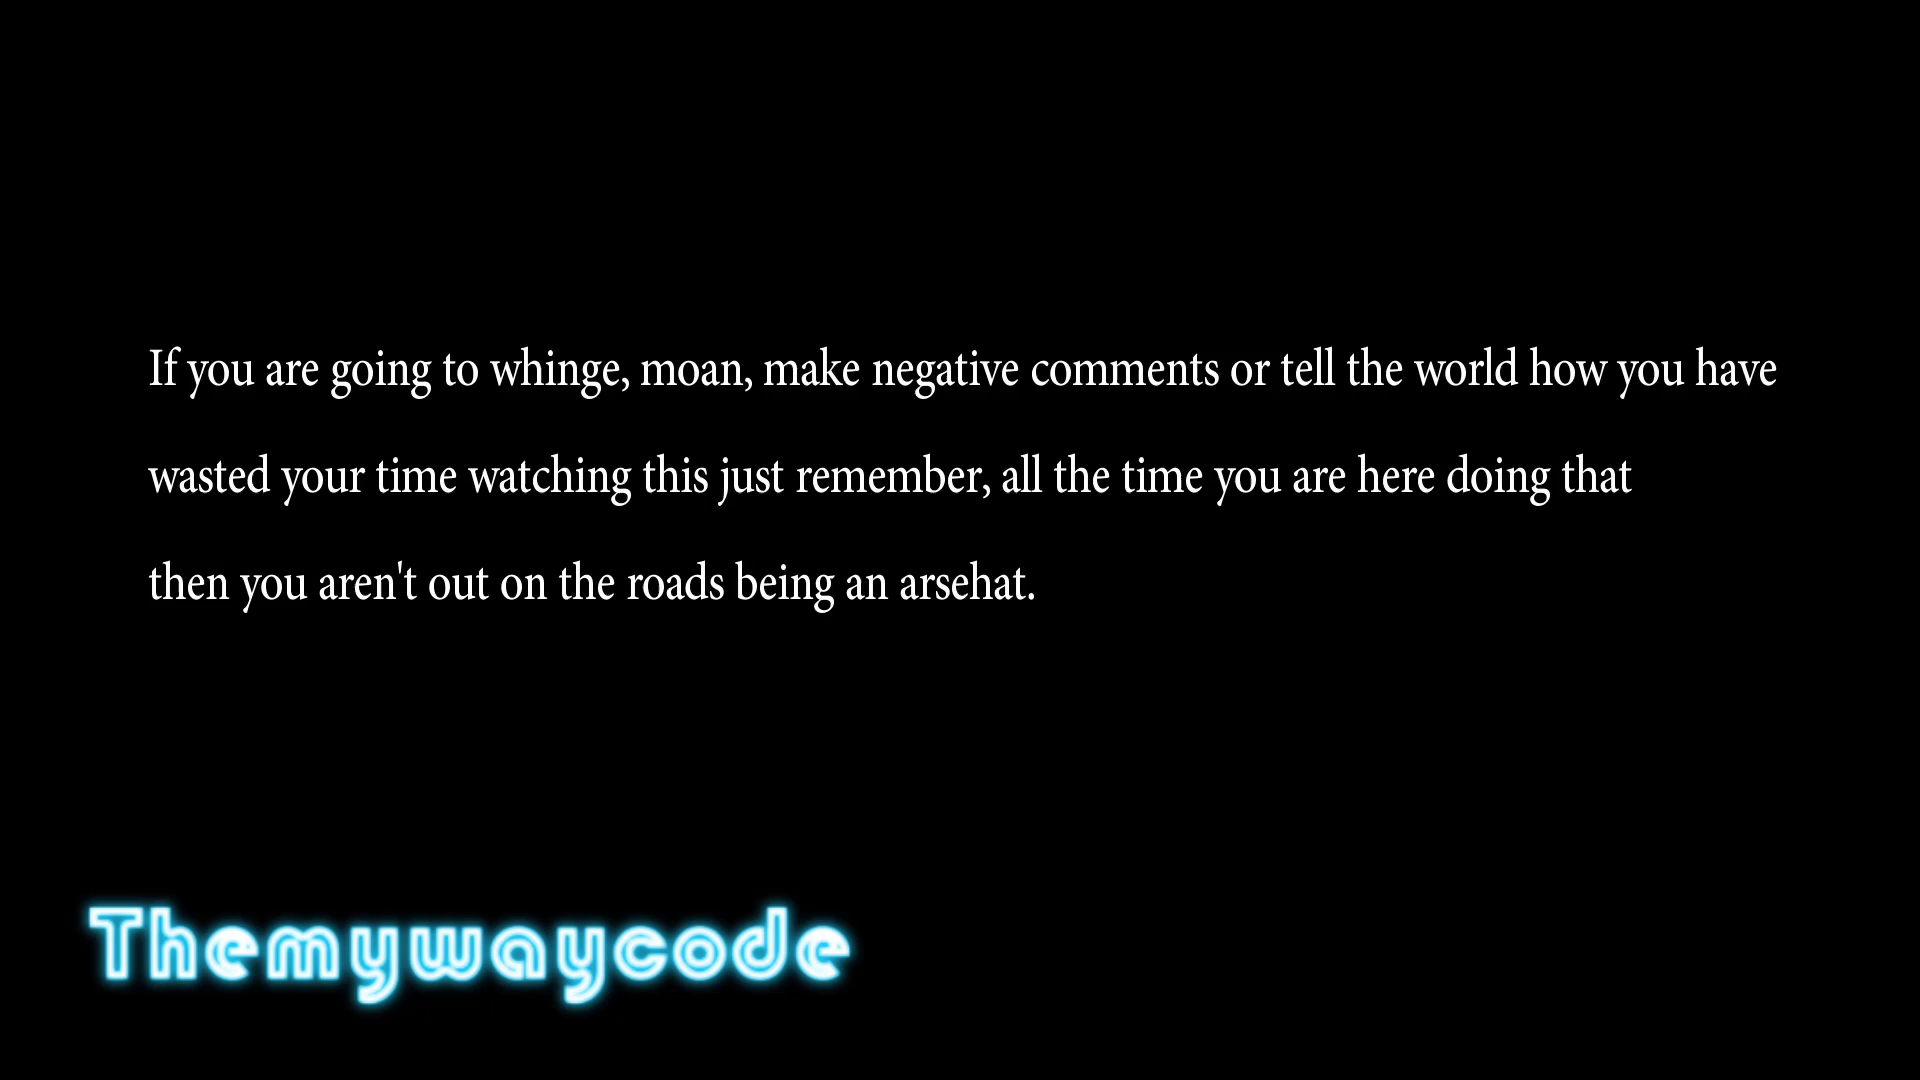 If you are going to whinge, moan, make negative comments or tell the world how you have
wasted your time watching this just remember, all the time you are here doing that
then you aren't out on the roads being an arsehat.
Themywaycode